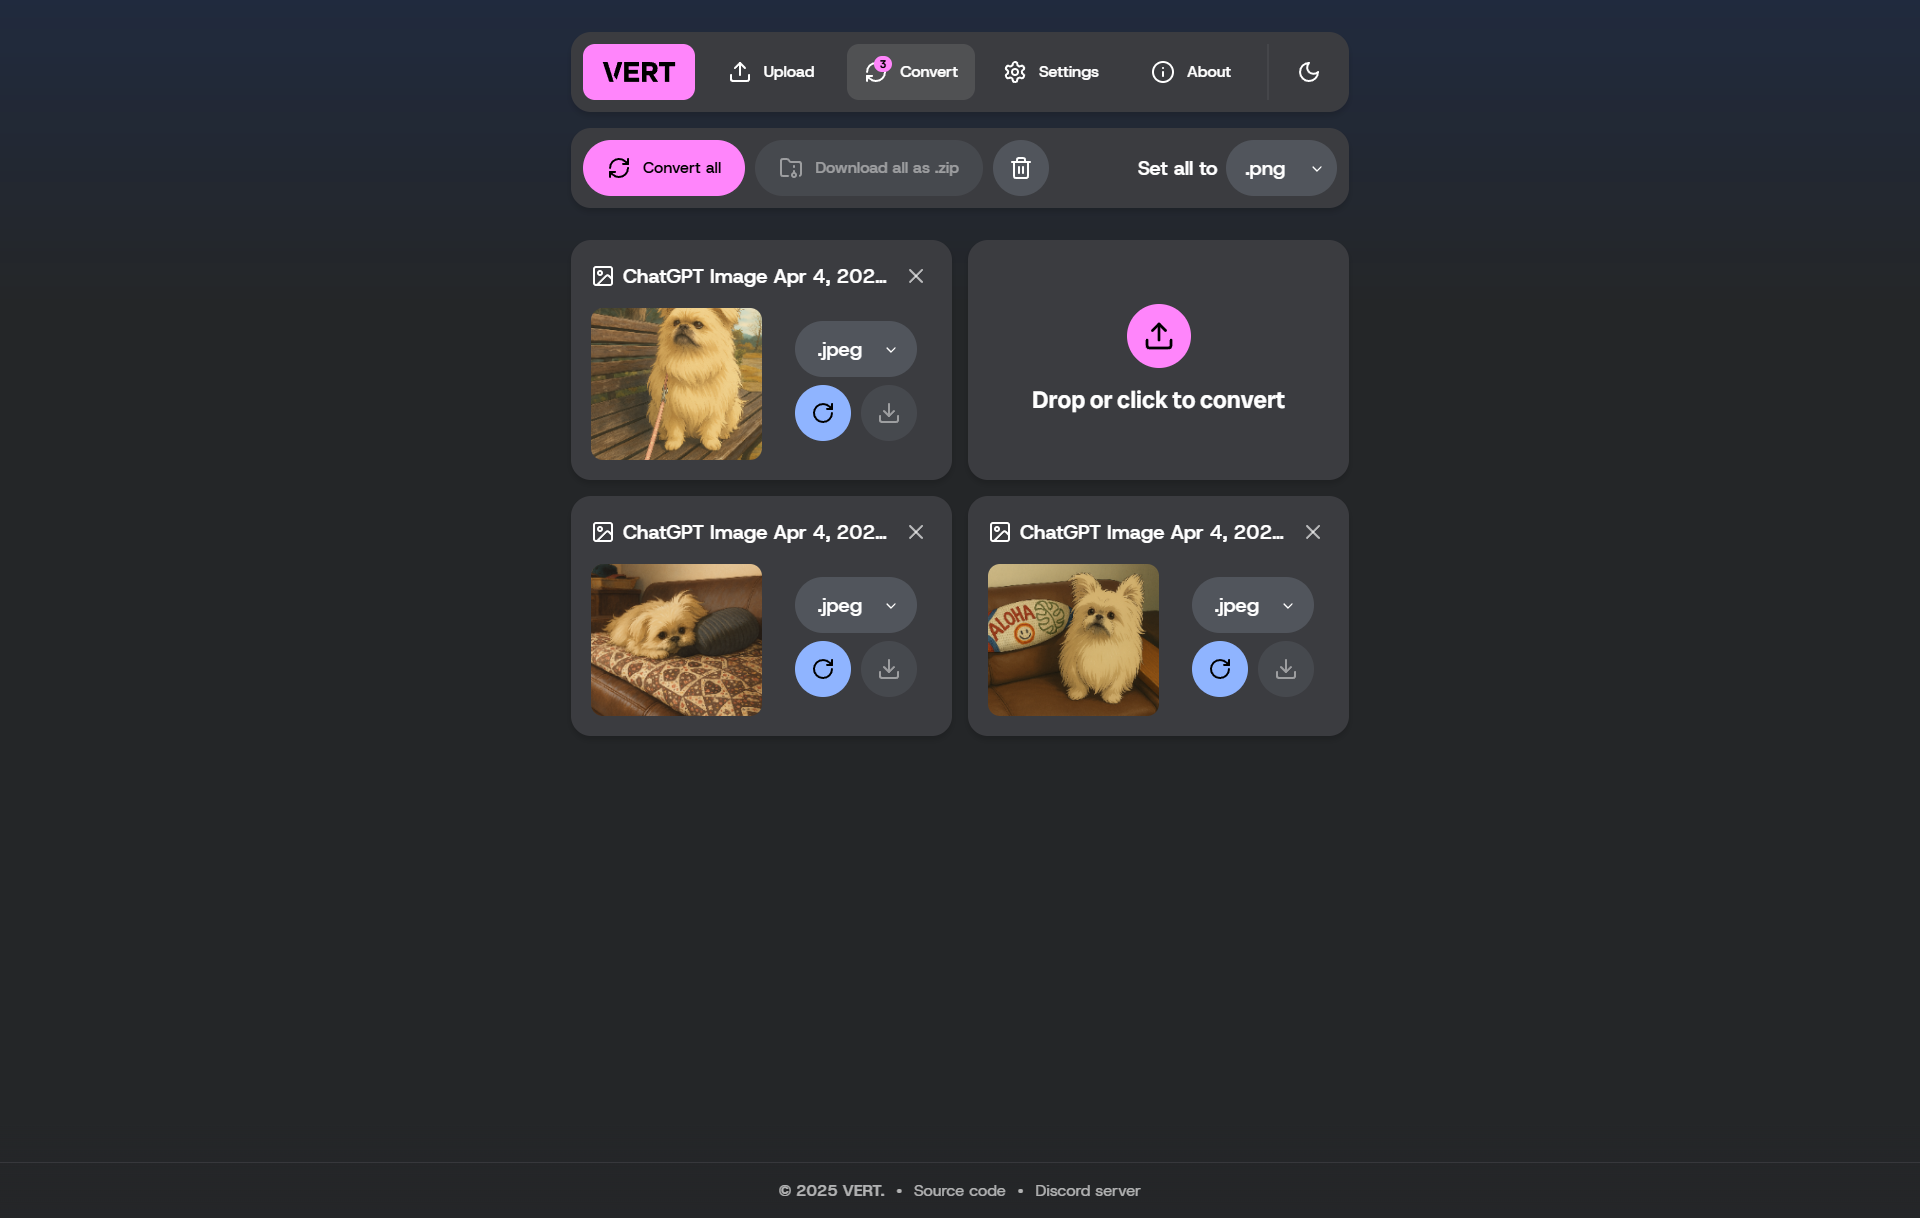 VERT
Upload
3
Convert
Settings
About
Convert all
Download all as .zip
Set all to
.png
ChatGPT Image Apr 4, 202...
.jpeg
Drop or click to convert
ChatGPT Image Apr 4, 202...
.jpeg
ChatGPT Image Apr 4, 202...
ALOHA
.jpeg
© 2025 VERT. • Source code • Discord server